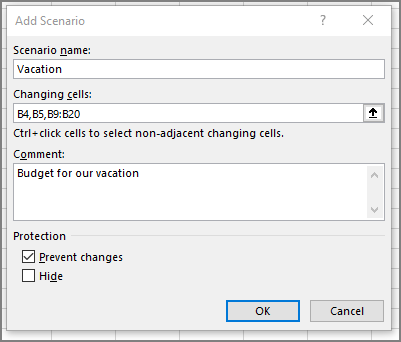 Add Scenario
?
Scenario name:
Vacation
Changing cells:
B4,B5,B9:B20
Ctrl+click cells to select non-adjacent changing cells.
Comment:
Budget for our vacation
Protection
Prevent changes
Hide
OK
Cancel